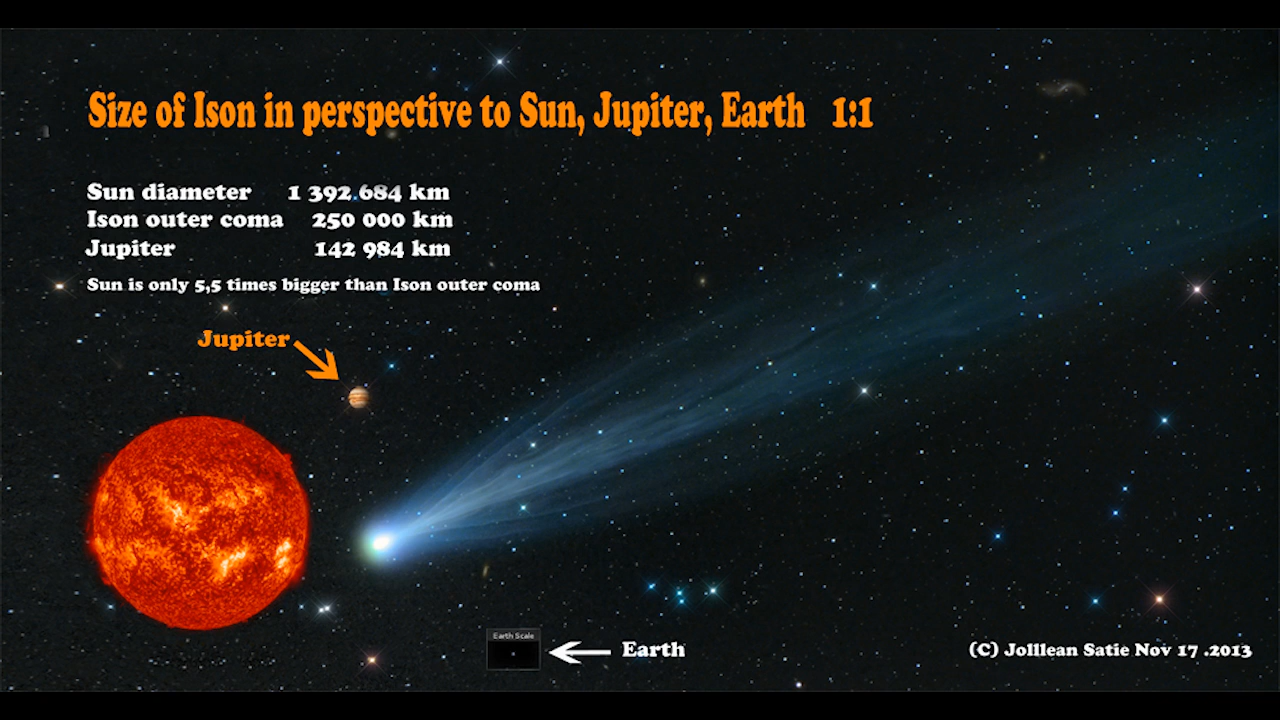 Size of Ison in perspective to Sun, Jupiter, Earth 1:1
Sun diameter 1 392.684 km
Ison outer coma 250 000 km
Jupiter 142 984 km
Sun is only 5,5 times bigger than Ison outer coma
Jupiter
Earth Scale
Earth
(C) Jolllean Satie Nov 17 .2013